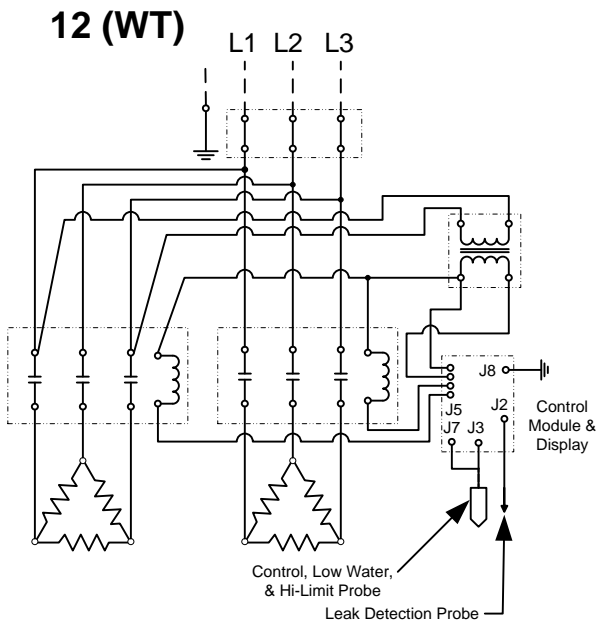 12 (WT)
L1 L2 L3
J8
J5
J2
J7 J3
Control
Module &
Display
Control, Low Water,
& Hi-Limit Probe
Leak Detection Probe